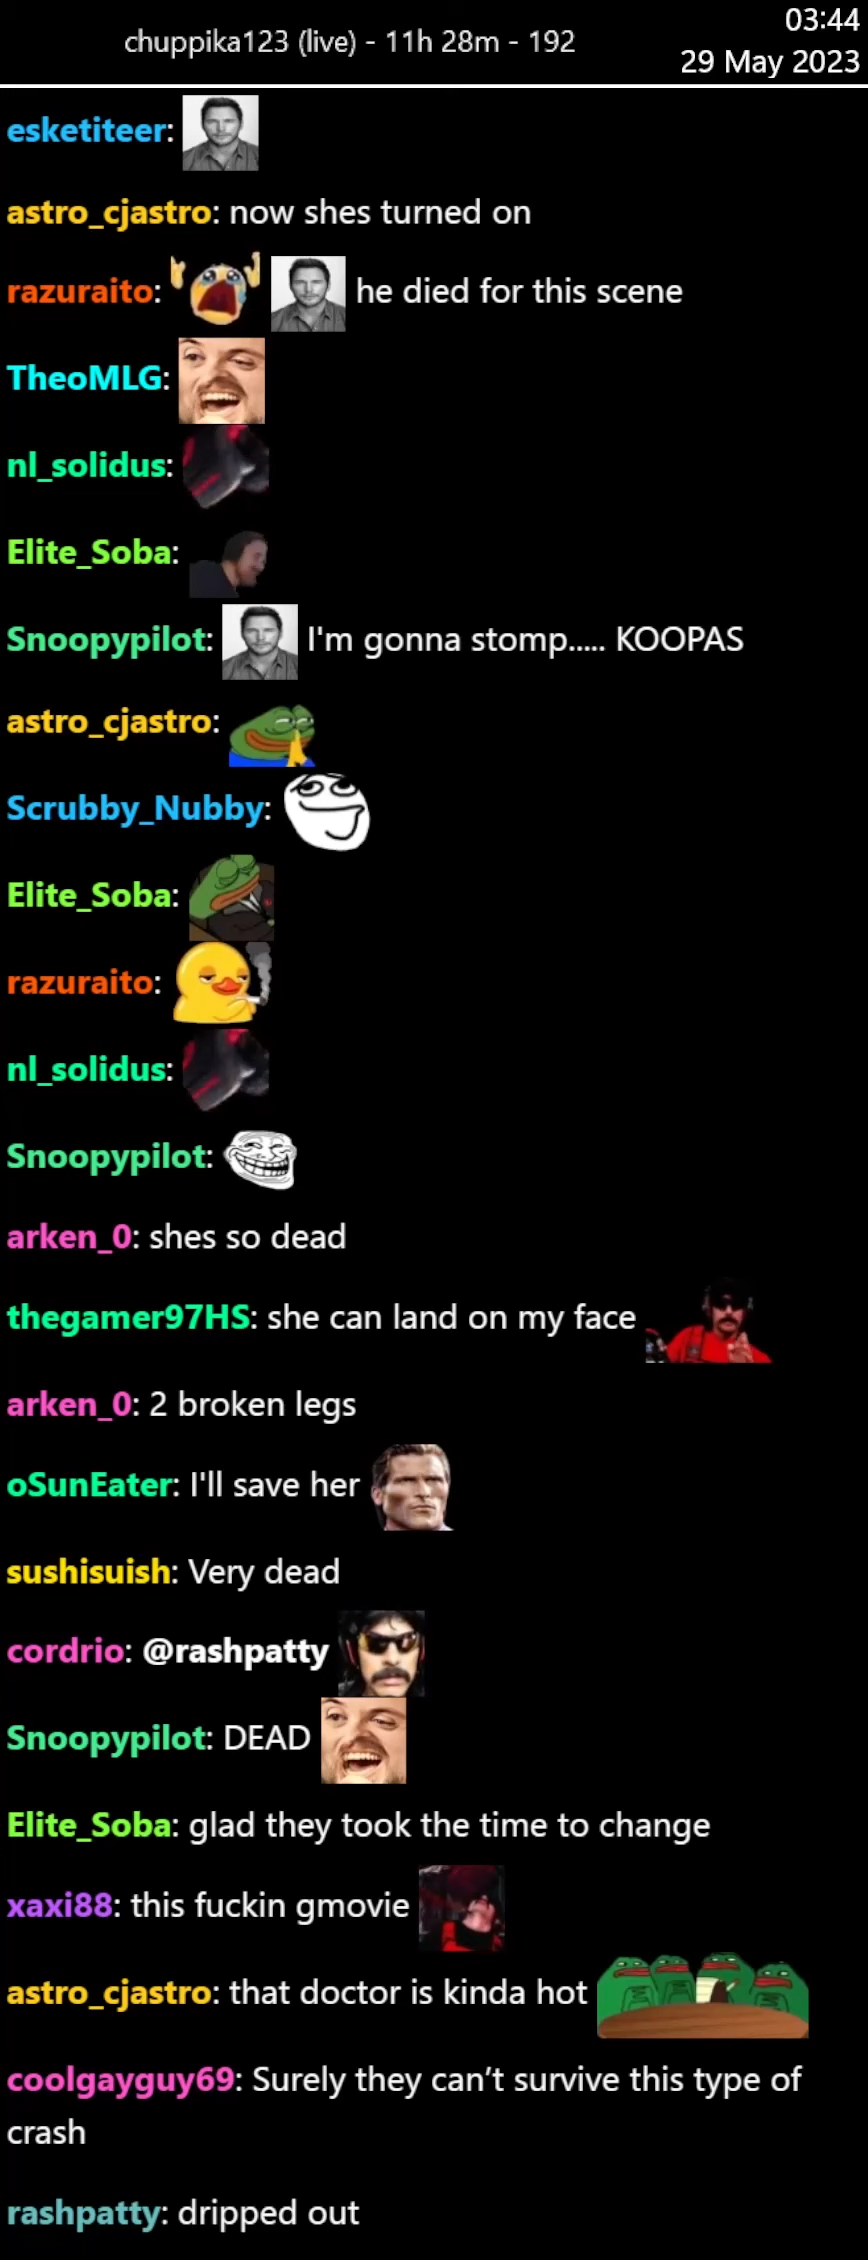 chuppika123 (live) - 11h 28m - 192
03:44
29 May 2023
esketiteer:
astro_cjastro: now shes turned on
razuraito: he died for this scene
TheoMLG:
nl_solidus:
Elite_Soba:
Snoopypilot: I'm gonna stomp..... KOOPAS
astro_cjastro:
Scrubby_Nubby:
Elite_Soba:
razuraito:
nl_solidus:
Snoopypilot:
arken_0: shes so dead
thegamer97HS: she can land on my face
arken_0: 2 broken legs
oSunEater: I'll save her
sushisuish: Very dead
cordrio: @rashpatty
Snoopypilot: DEAD
Elite_Soba: glad they took the time to change
xaxi88: this fuckin gmovie
astro_cjastro: that doctor is kinda hot
coolgayguy69: Surely they can’t survive this type of
crash
rashpatty: dripped out